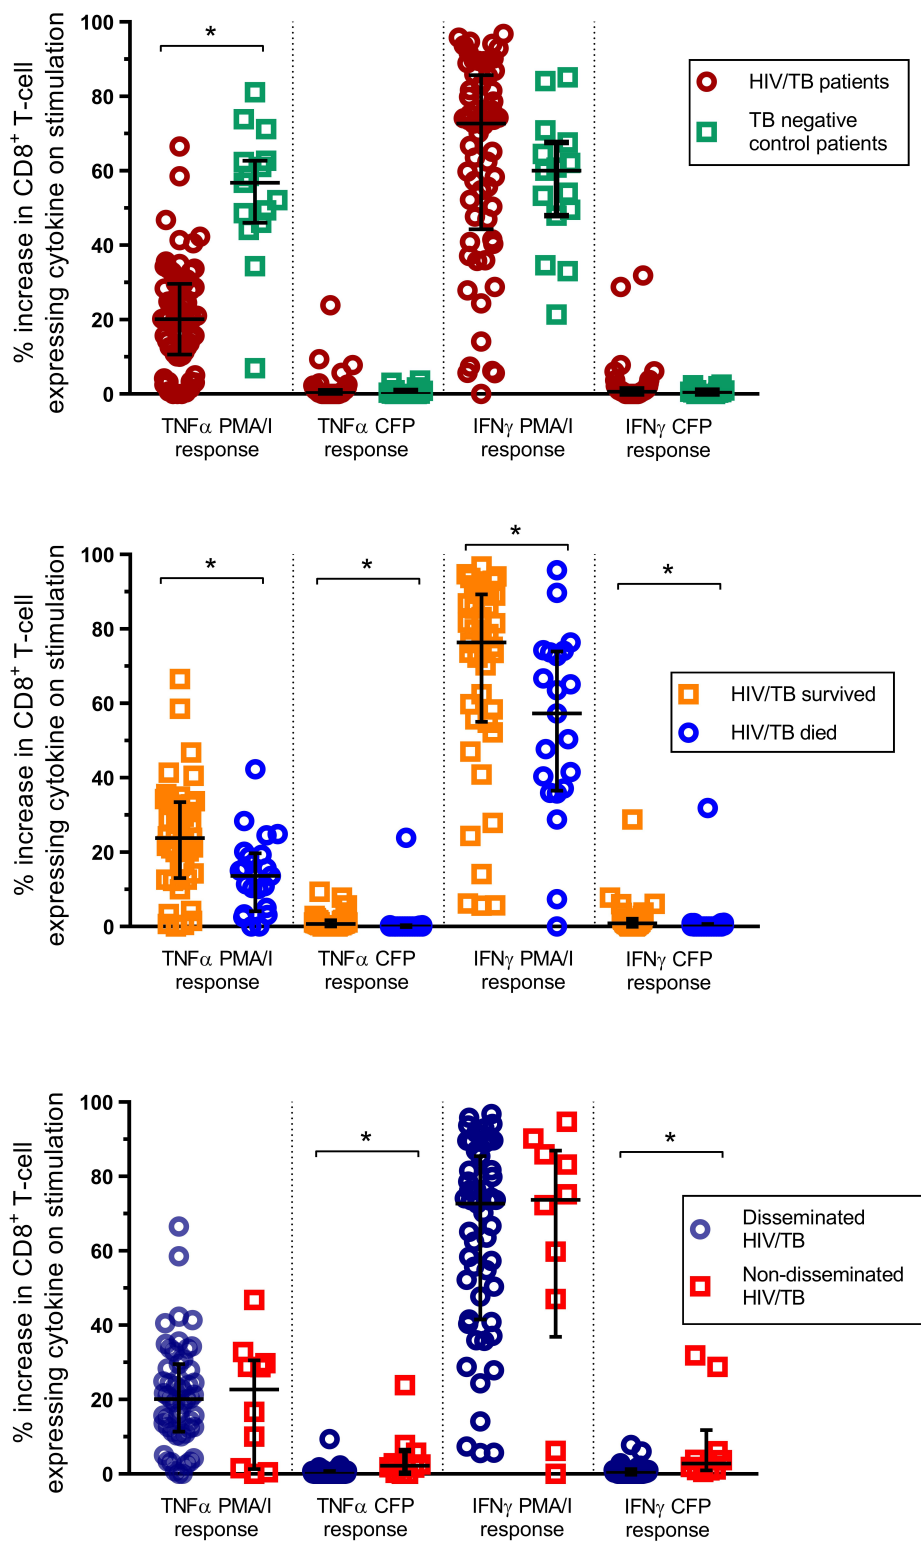 % increase in CD8⁺ T-cell
expressing cytokine on stimulation
100
80
60
40
20
0
*
TNFα PMA/I
response
TNFα CFP
response
IFNγ PMA/I
response
IFNγ CFP
response
HIV/TB patients
TB negative
control patients
% increase in CD8⁺ T-cell
expressing cytokine on stimulation
100
80
60
40
20
0
*
*
*
*
TNFα PMA/I
response
TNFα CFP
response
IFNγ PMA/I
response
IFNγ CFP
response
HIV/TB survived
HIV/TB died
% increase in CD8⁺ T-cell
expressing cytokine on stimulation
100
80
60
40
20
0
*
*
TNFα PMA/I
response
TNFα CFP
response
IFNγ PMA/I
response
IFNγ CFP
response
Disseminated
HIV/TB
Non-disseminated
HIV/TB